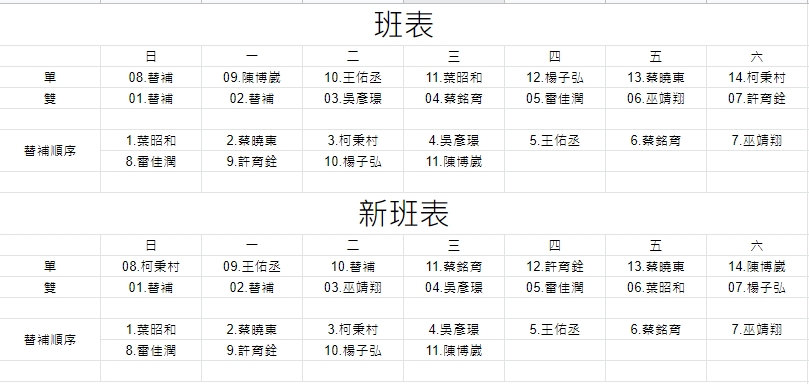 班表
日 一 二 三 四 五 六
單 08.替補 09.陳博崴 10.王佑丞 11.葉昭和 12.楊子弘 13.蔡曉東 14.柯秉村
雙 01.替補 02.替補 03.吳彥璟 04.蔡銘育 05.雷佳潤 06.巫靖翔 07.許育銓
替補順序 1.葉昭和 2.蔡曉東 3.柯秉村 4.吳彥璟 5.王佑丞 6.蔡銘育 7.巫靖翔
8.雷佳潤 9.許育銓 10.楊子弘 11.陳博崴
新班表
日 一 二 三 四 五 六
單 08.柯秉村 09.王佑丞 10.替補 11.蔡銘育 12.許育銓 13.蔡曉東 14.陳博崴
雙 01.替補 02.替補 03.巫靖翔 04.吳彥璟 05.雷佳潤 06.葉昭和 07.楊子弘
替補順序 1.葉昭和 2.蔡曉東 3.柯秉村 4.吳彥璟 5.王佑丞 6.蔡銘育 7.巫靖翔
8.雷佳潤 9.許育銓 10.楊子弘 11.陳博崴